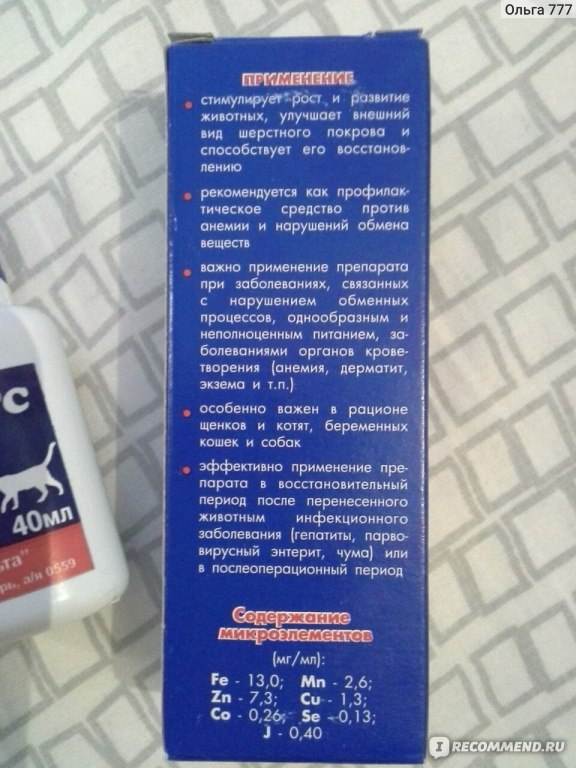 Ольга 777
ПРИМЕНЕНИЕ
• стимулирует рост и развитие
животных, улучшает внешний
вид шерстного покрова и
способствует его восстанов-
лению
• рекомендуется как профилак-
тическое средство против
анемии и нарушений обмена
веществ
• важно применение препарата
при заболеваниях, связанных
с нарушением обменных
процессов, однообразным и
неполноценным питанием, за-
болеваниями органов крове-
творения (анемия, дерматит,
экзема и т.п.)
• особенно важен в рационе
щенков и котят, беременных
кошек и собак
• эффективно применение пре-
парата в восстановительный
период после перенесенного
животным инфекционного
заболевания (гепатиты, парво-
вирусный энтерит, чума) или
в послеоперационный период
Содержание
микроэлементов
(мг/мл):
Fe - 13,0; Mn - 2,6;
Zn - 7,3; Cu - 1,3;
Co - 0,26; Se - 0,13;
J - 0,40
40мл
а/я 0559
IRECOMMEND.RU